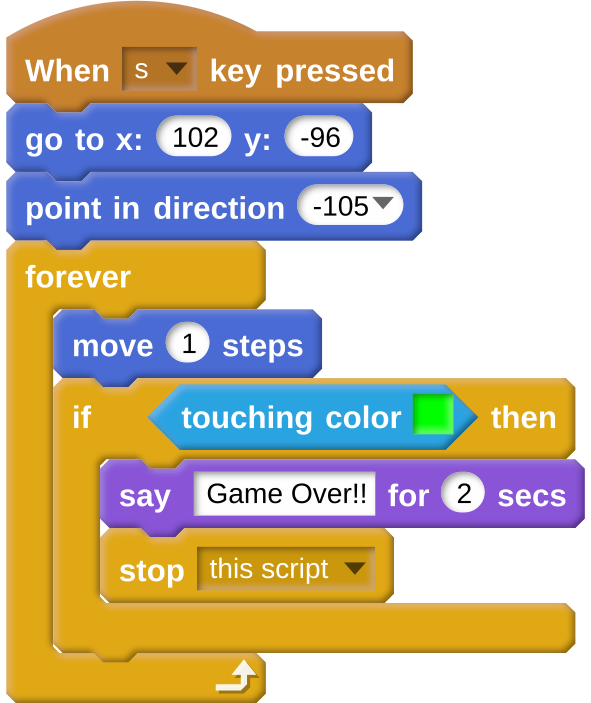 When s key pressed
go to x: 102 y: -96
point in direction -105
forever
move 1 steps
if touching color then
say Game Over!! for 2 secs
stop this script